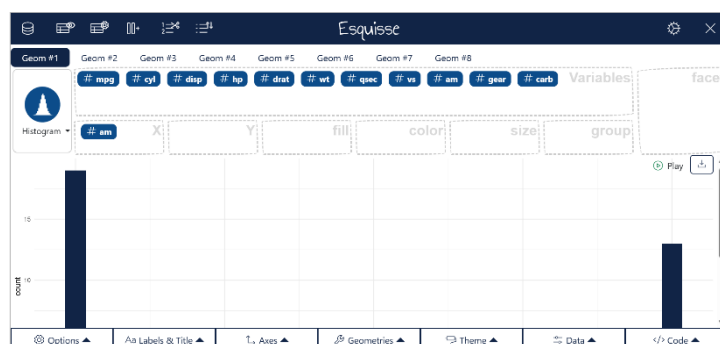 Esquisse
Geom #1 Geom #2 Geom #3 Geom #4 Geom #5 Geom #6 Geom #7 Geom #8
# mpg # cyl # disp # hp # drat # wt # qsec # vs # am # gear # carb Variables face
Histogram # am X Y fill color size group
Play
15
10
count
Options Aa Labels & Title Axes Geometries Theme Data </> Code